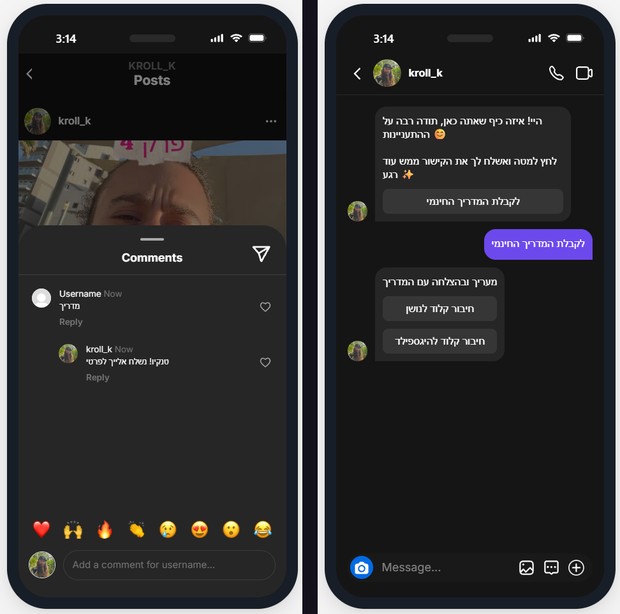 3:14
KROLL_K
Posts
kroll_k
פרק 4
Comments
Username Now
מדריך
Reply
kroll_k Now
טנקיו! נשלח אלייך לפרטי
Reply
Add a comment for username...
3:14
kroll_k
היי! איזה כיף שאתה כאן, תודה רבה על
ההתעניינות 😊
לחץ למטה ואשלח לך את הקישור ממש עוד
רגע ✨
לקבלת המדריך החינמי
לקבלת המדריך החינמי
מעריך ובהצלחה עם המדריך
חיבור קלוד לנושן
חיבור קלוד להיגספילד
Message...